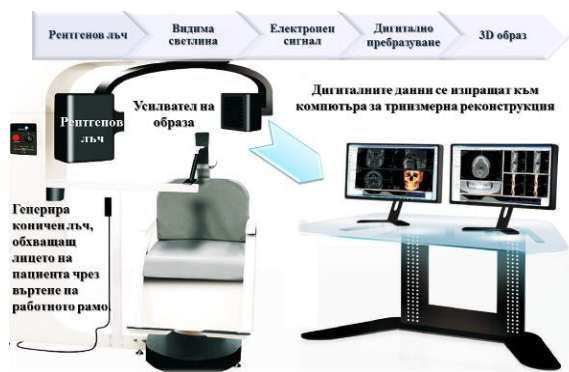 Рентгенов лъч
Видима
светлина
Електронен
сигнал
Дигитално
пребразуване
3D образ
Рентгенов
лъч
Усилвател на
образа
Дигиталните данни се изпращат към
компютъра за триизмерна реконструкция
Генерира
коничен лъч,
обхващащ
лицето на
пациента чрез
въртене на
работното рамо.